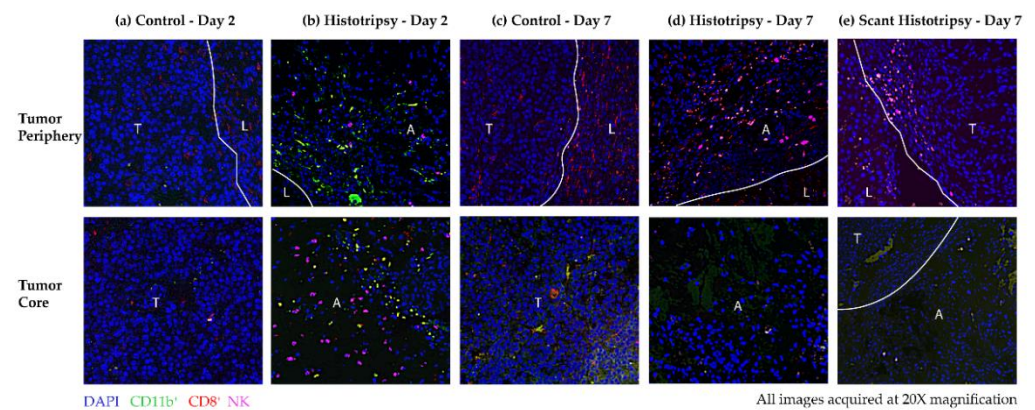 (a) Control - Day 2 (b) Histotripsy - Day 2 (c) Control - Day 7 (d) Histotripsy - Day 7 (e) Scant Histotripsy - Day 7
Tumor
Periphery
T L A L T L A L T L
Tumor
Core
T A T A T A
DAPI CD11b⁺ CD8⁺ NK
All images acquired at 20X magnification